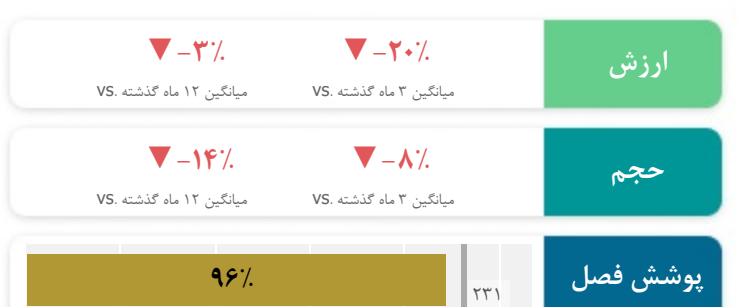 ارزش
▼ -۲۰٪ ▼ -۳٪
میانگین ۳ ماه گذشته .VS میانگین ۱۲ ماه گذشته .VS
حجم
▼ -۸٪ ▼ -۱۴٪
میانگین ۳ ماه گذشته .VS میانگین ۱۲ ماه گذشته .VS
پوشش فصل
۹۶٪
۲۳۱